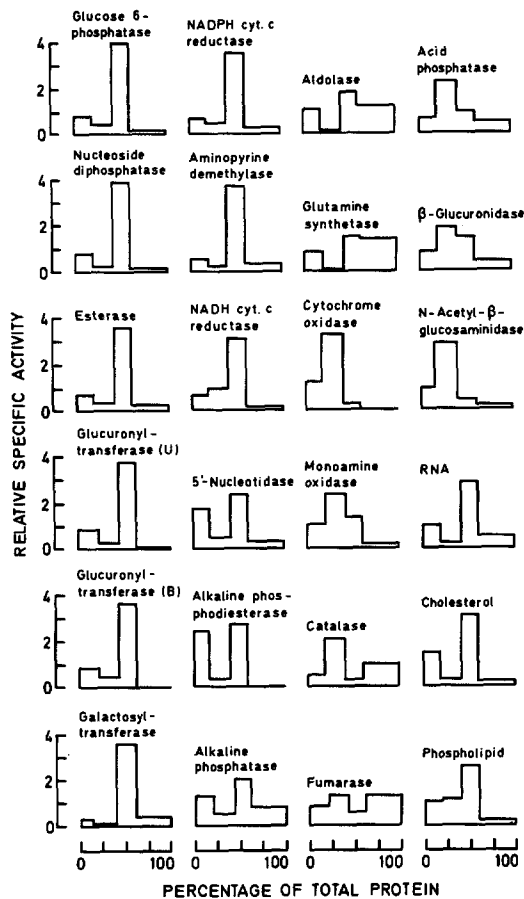 Glucose 6-
phosphatase
NADPH cyt. c
reductase
Aldolase
Acid
phosphatase
4
2
0
Nucleoside
diphosphatase
Aminopyrine
demethylase
Glutamine
synthetase
β-Glucuronidase
4
2
0
Esterase
NADH cyt. c
reductase
Cytochrome
oxidase
N-Acetyl-β-
glucosaminidase
4
2
0
Glucuronyl-
transferase (U)
5'-Nucleotidase
Monoamine
oxidase
RNA
4
2
0
Glucuronyl-
transferase (B)
Alkaline phos-
phodiesterase
Catalase
Cholesterol
4
2
0
Galactosyl-
transferase
Alkaline
phosphatase
Fumarase
Phospholipid
4
2
0
0 100 0 100 0 100 0 100
RELATIVE SPECIFIC ACTIVITY
PERCENTAGE OF TOTAL PROTEIN